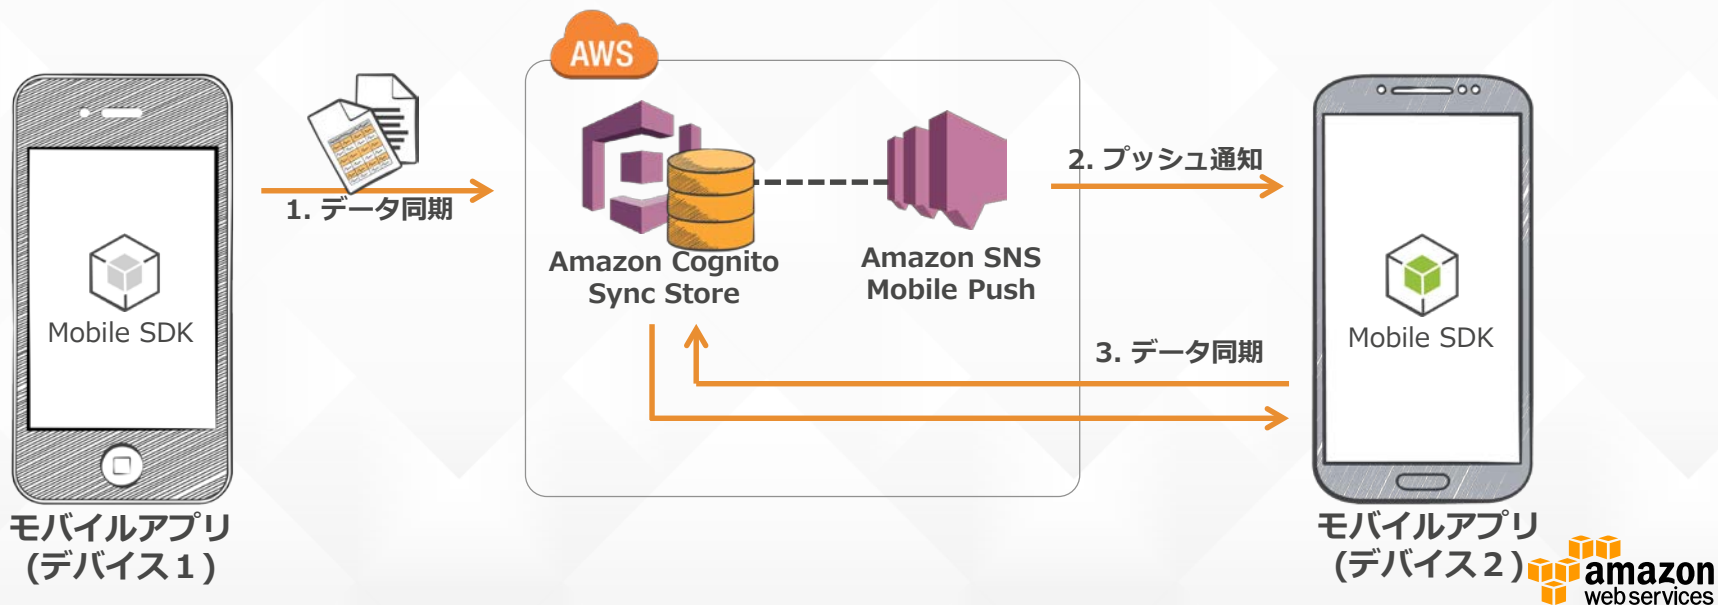 AWS
1. データ同期
2. プッシュ通知
Amazon Cognito
Sync Store
Amazon SNS
Mobile Push
3. データ同期
Mobile SDK
Mobile SDK
モバイルアプリ
(デバイス１)
モバイルアプリ
(デバイス２)
amazon
web services